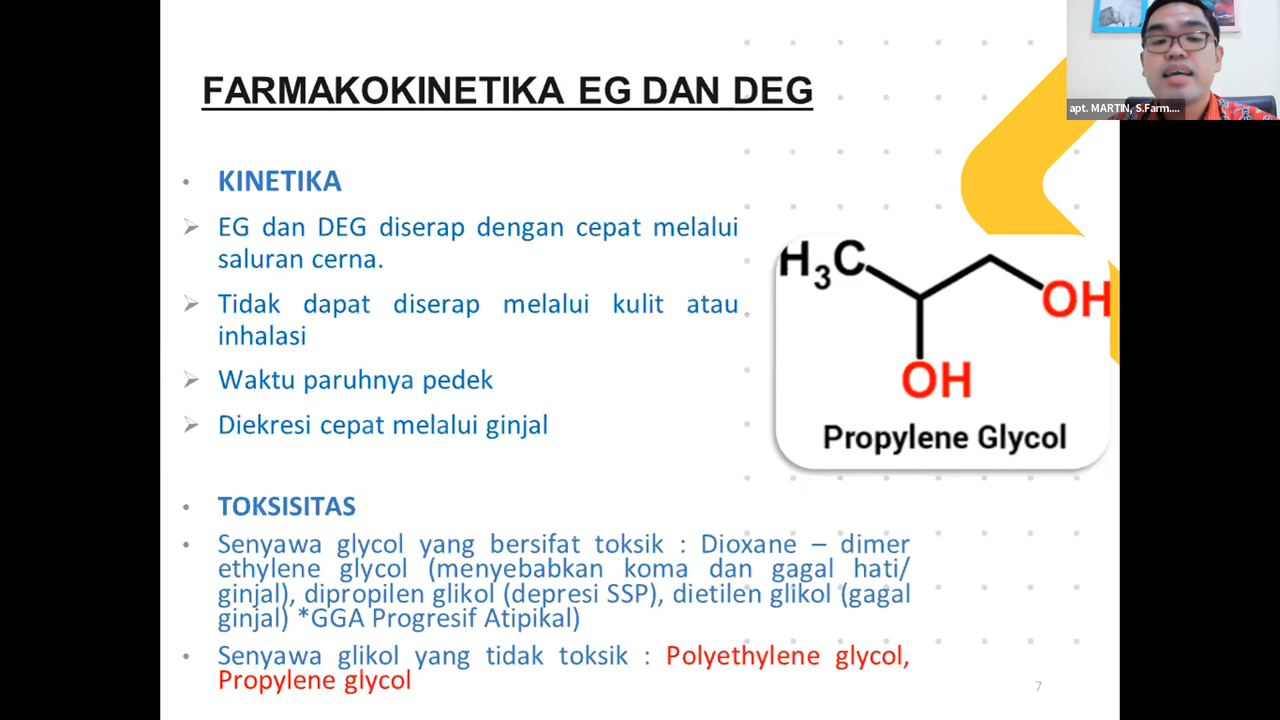 apt. MARTIN, S.Farm....
FARMAKOKINETIKA EG DAN DEG
• KINETIKA
➢ EG dan DEG diserap dengan cepat melalui
saluran cerna.
➢ Tidak dapat diserap melalui kulit atau
inhalasi
➢ Waktu paruhnya pedek
➢ Diekresi cepat melalui ginjal
H3C
OH
OH
Propylene Glycol
• TOKSISITAS
• Senyawa glycol yang bersifat toksik : Dioxane – dimer
ethylene glycol (menyebabkan koma dan gagal hati/
ginjal), dipropilen glikol (depresi SSP), dietilen glikol (gagal
ginjal) *GGA Progresif Atipikal)
• Senyawa glikol yang tidak toksik : Polyethylene glycol,
Propylene glycol
7